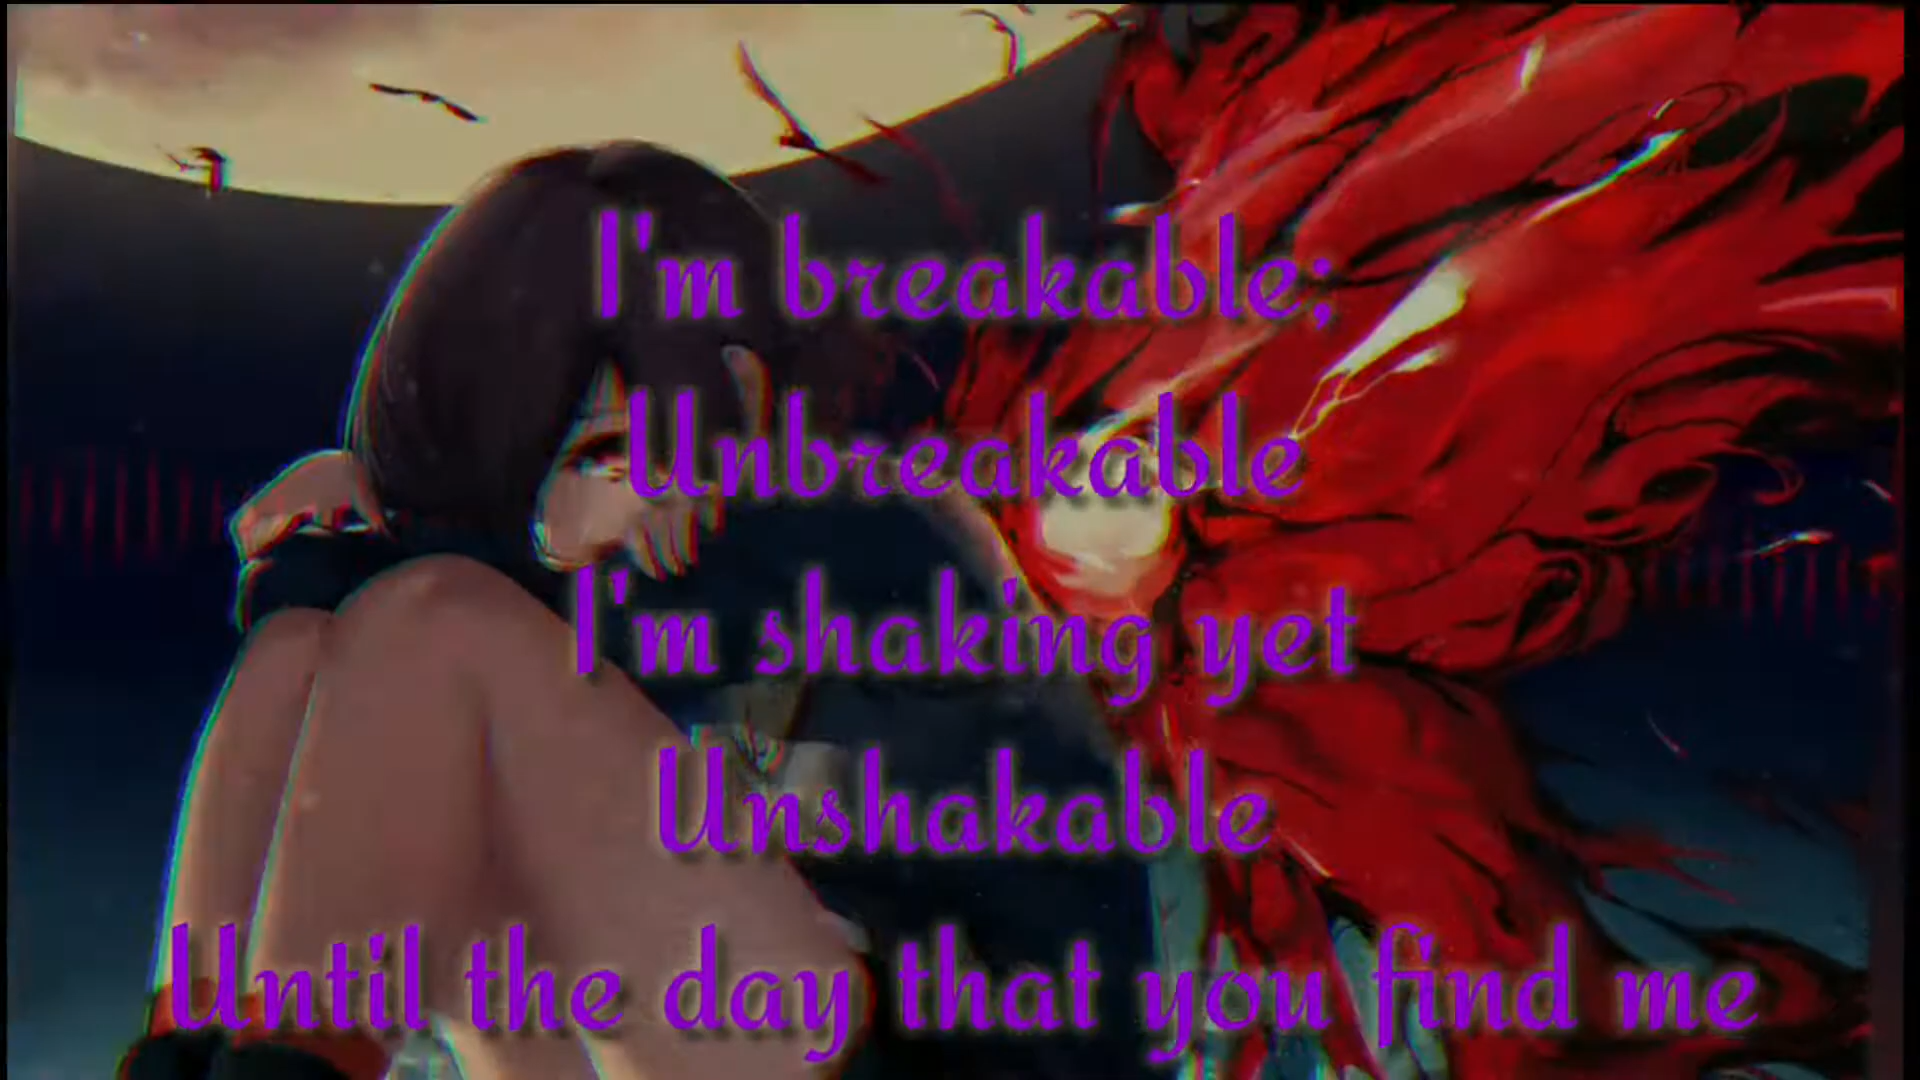 I'm breakable;
Unbreakable
I'm shaking yet
Unshakable
Until the day that you find me